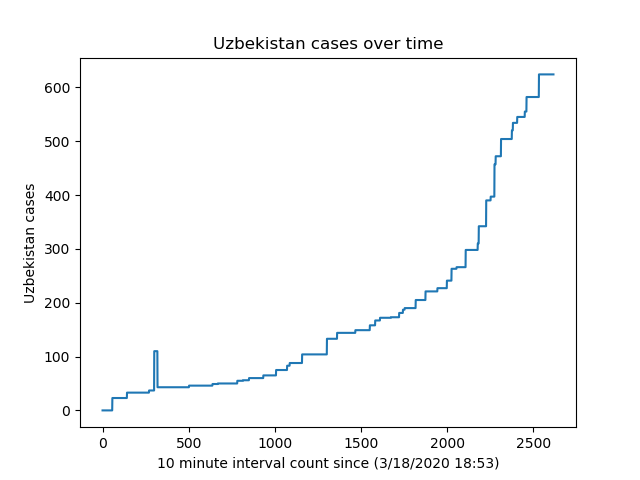 Uzbekistan cases over time
600
500
400
300
200
100
0
Uzbekistan cases
0 500 1000 1500 2000 2500
10 minute interval count since (3/18/2020 18:53)